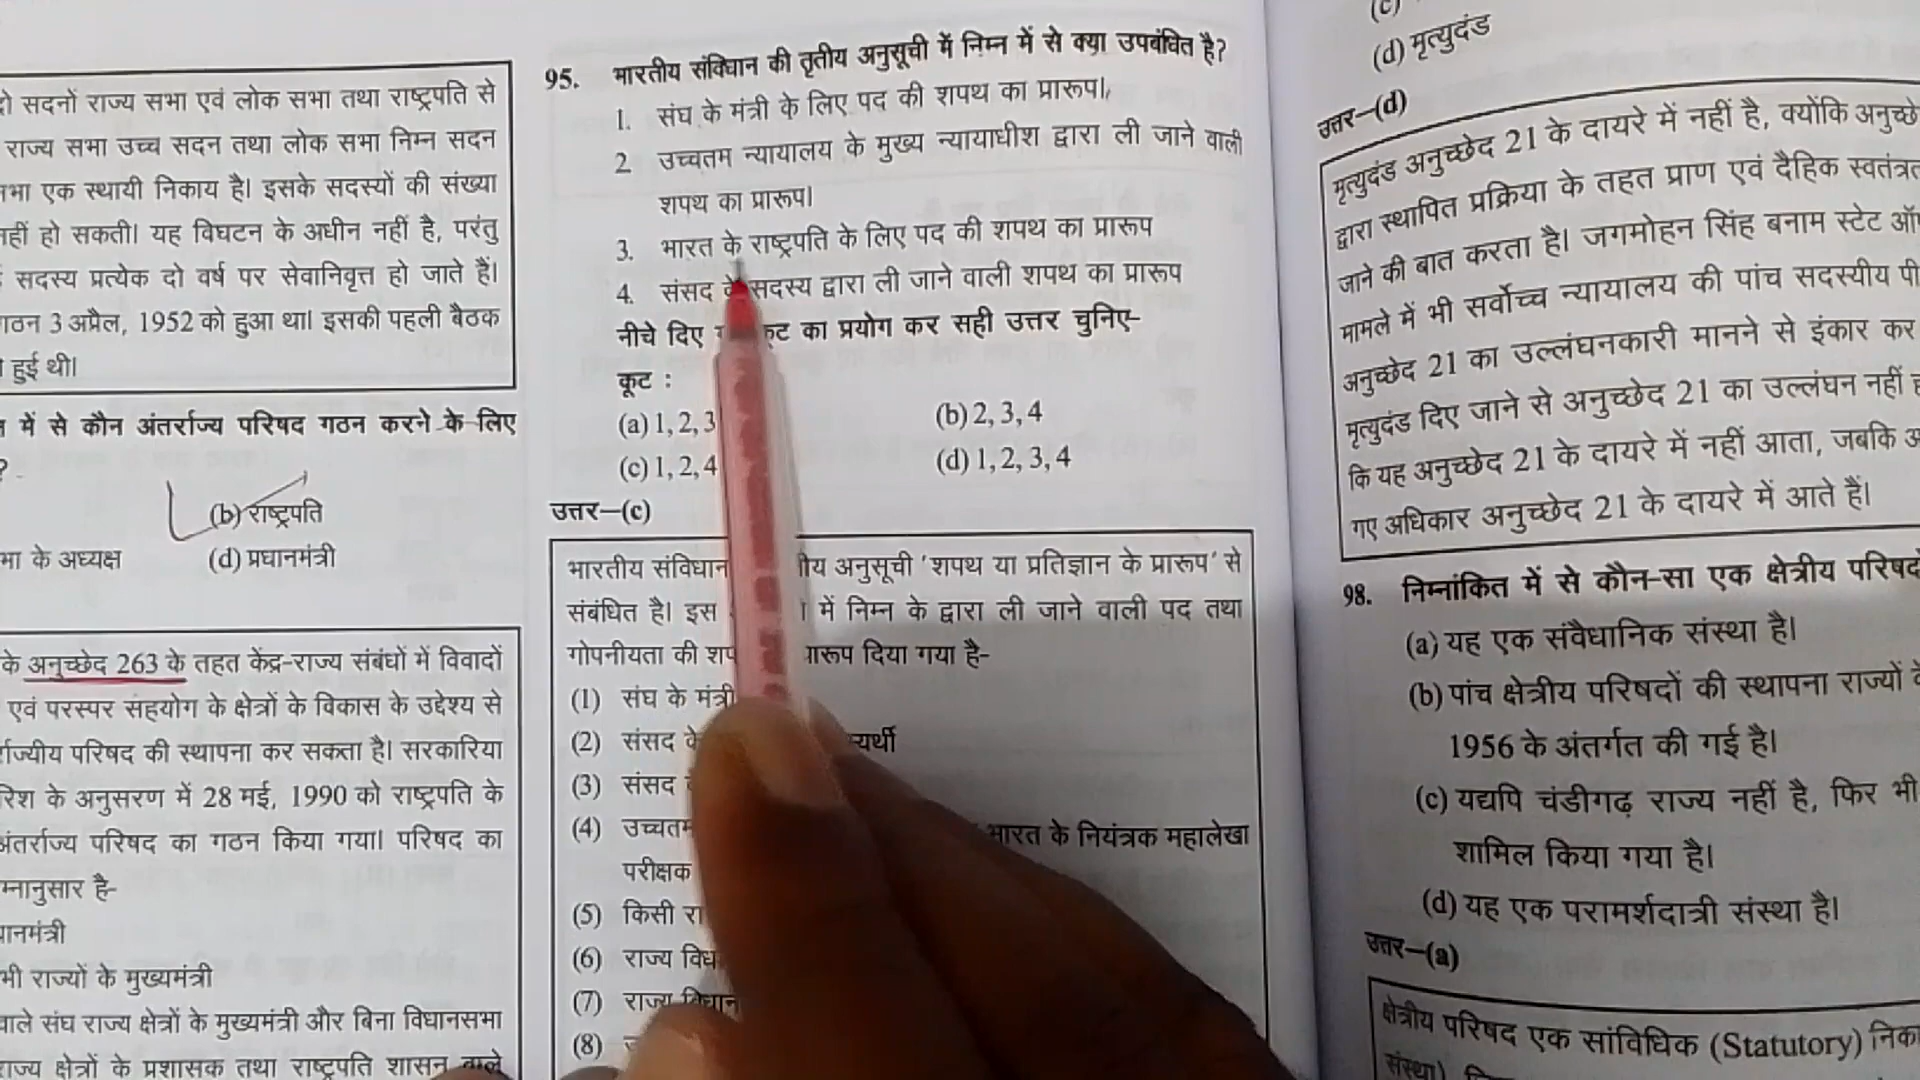 दो सदनों राज्य सभा एवं लोक सभा तथा राष्ट्रपति से
राज्य सभा उच्च सदन तथा लोक सभा निम्न सदन
सभा एक स्थायी निकाय है। इसके सदस्यों की संख्या
नहीं हो सकती। यह विघटन के अधीन नहीं है, परंतु
सदस्य प्रत्येक दो वर्ष पर सेवानिवृत्त हो जाते हैं।
गठन 3 अप्रैल, 1952 को हुआ था। इसकी पहली बैठक
हुई थी।
में से कौन अंतर्राज्य परिषद गठन करने के लिए
?
(b) राष्ट्रपति
के अध्यक्ष
(d) प्रधानमंत्री
के अनुच्छेद 263 के तहत केंद्र-राज्य संबंधों में विवादों
एवं परस्पर संहयोग के क्षेत्रों के विकास के उद्देश्य से
परिषद की स्थापना कर सकता है। सरकारिया
के अनुसरण में 28 मई, 1990 को राष्ट्रपति के
अंतर्राज्य परिषद का गठन किया गया। परिषद का
है-
राज्यों के मुख्यमंत्री
वाले संघ राज्य क्षेत्रों के मुख्यमंत्री और बिना विधानसभा
राज्य क्षेत्रों के प्रशासक तथा राष्ट्रपति शासन वाले
95. भारतीय संविधान की तृतीय अनुसूची में निम्न में से क्या उपबंधित है?
1. संघ के मंत्री के लिए पद की शपथ का प्रारूप।
2. उच्चतम न्यायालय के मुख्य न्यायाधीश द्वारा ली जाने वाली
शपथ का प्रारूप।
3. भारत के राष्ट्रपति के लिए पद की शपथ का प्रारूप
4. संसद के सदस्य द्वारा ली जाने वाली शपथ का प्रारूप
नीचे दिए कूट का प्रयोग कर सही उत्तर चुनिए-
कूट :
(a) 1, 2, 3
(b) 2, 3, 4
(c) 1, 2, 4
(d) 1, 2, 3, 4
उत्तर—(c)
भारतीय संविधान अनुसूची 'शपथ या प्रतिज्ञान के प्रारूप' से
संबंधित है। इस में निम्न के द्वारा ली जाने वाली पद तथा
गोपनीयता की दिया गया है-
(1) संघ के मंत्री
(2) संसद के
(3) संसद
(4) भारत के नियंत्रक महालेखा
परीक्षक
(5) किसी
(6) राज्य
(7) राज्य
(8)
(c)
(d) मृत्युदंड
उत्तर—(d)
मृत्युदंड अनुच्छेद 21 के दायरे में नहीं है, क्योंकि
द्वारा स्थापित प्रक्रिया के तहत प्राण एवं दैहिक
जाने की बात करता है। जगमोहन सिंह बनाम स्टेट
मामले में भी सर्वोच्च न्यायालय की पांच सदस्यीय
अनुच्छेद 21 का उल्लंघनकारी मानने से इंकार कर
मृत्युदंड दिए जाने से अनुच्छेद 21 का उल्लंघन नहीं
कि यह अनुच्छेद 21 के दायरे में नहीं आता, जबकि
गए अधिकार अनुच्छेद 21 के दायरे में आते हैं।
98. निम्नांकित में से कौन-सा एक क्षेत्रीय
(a) यह एक संवैधानिक संस्था है।
(b) पांच क्षेत्रीय परिषदों की स्थापना राज्यों
1956 के अंतर्गत की गई है।
(c) यद्यपि चंडीगढ़ राज्य नहीं है, फिर भी
शामिल किया गया है।
(d) यह एक परामर्शदात्री संस्था है।
उत्तर—(a)
क्षेत्रीय परिषद एक सांविधिक (Statutory)
संस्था)